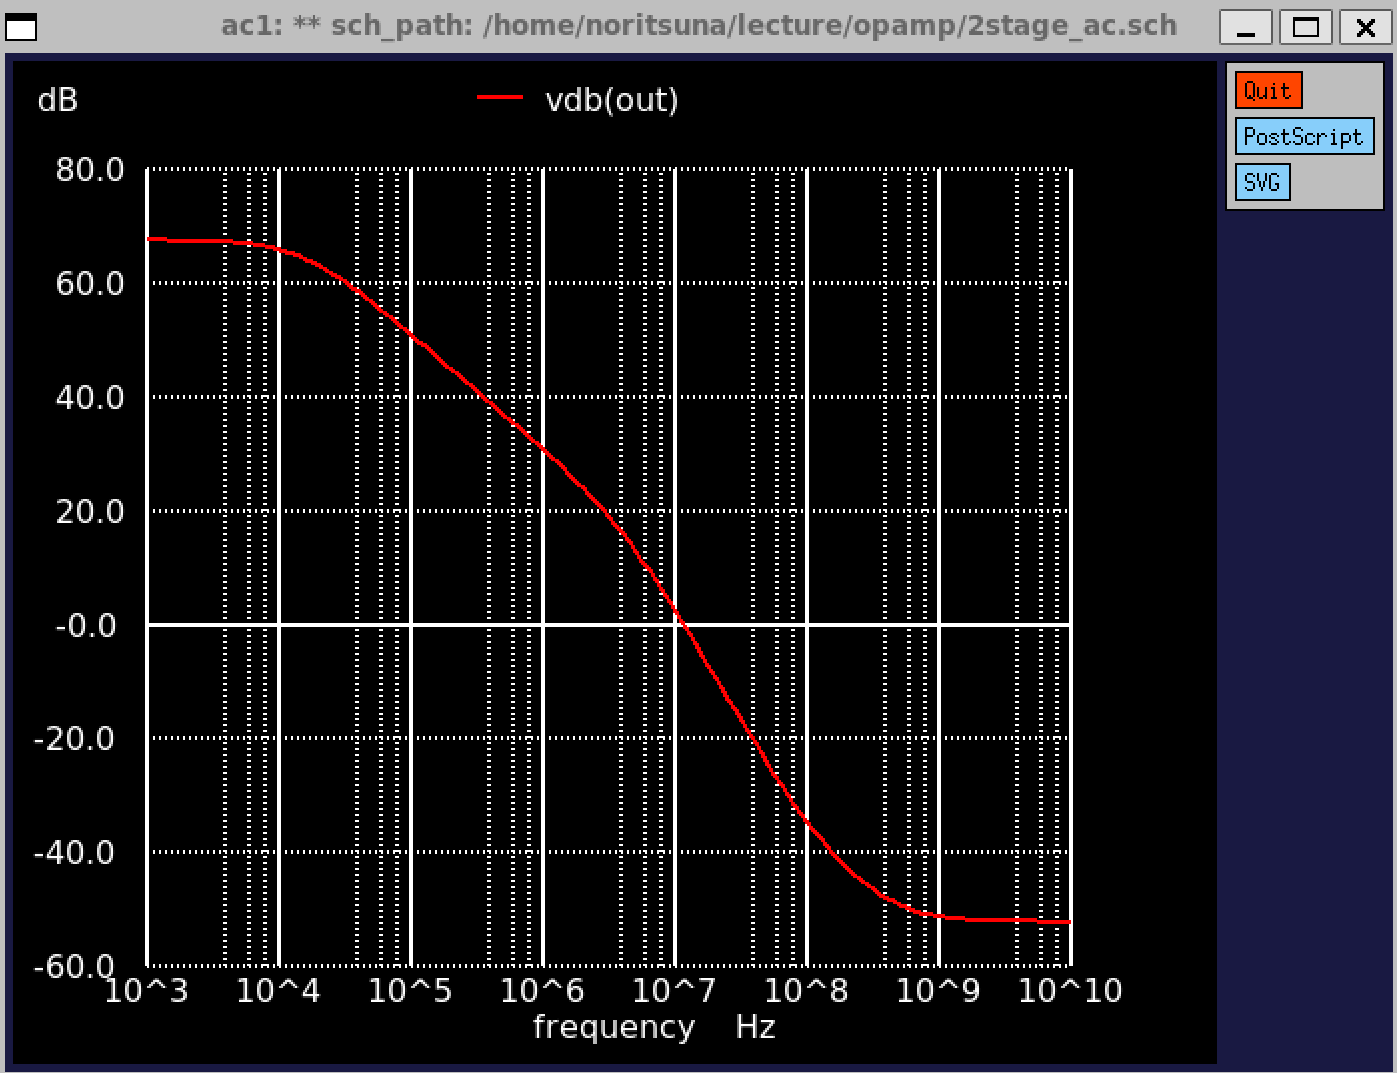 ac1: ** sch_path: /home/noritsuna/lecture/opamp/2stage_ac.sch
Quit
PostScript
SVG
dB
vdb(out)
80.0
60.0
40.0
20.0
-0.0
-20.0
-40.0
-60.0
10^3 10^4 10^5 10^6 10^7 10^8 10^9 10^10
frequency Hz